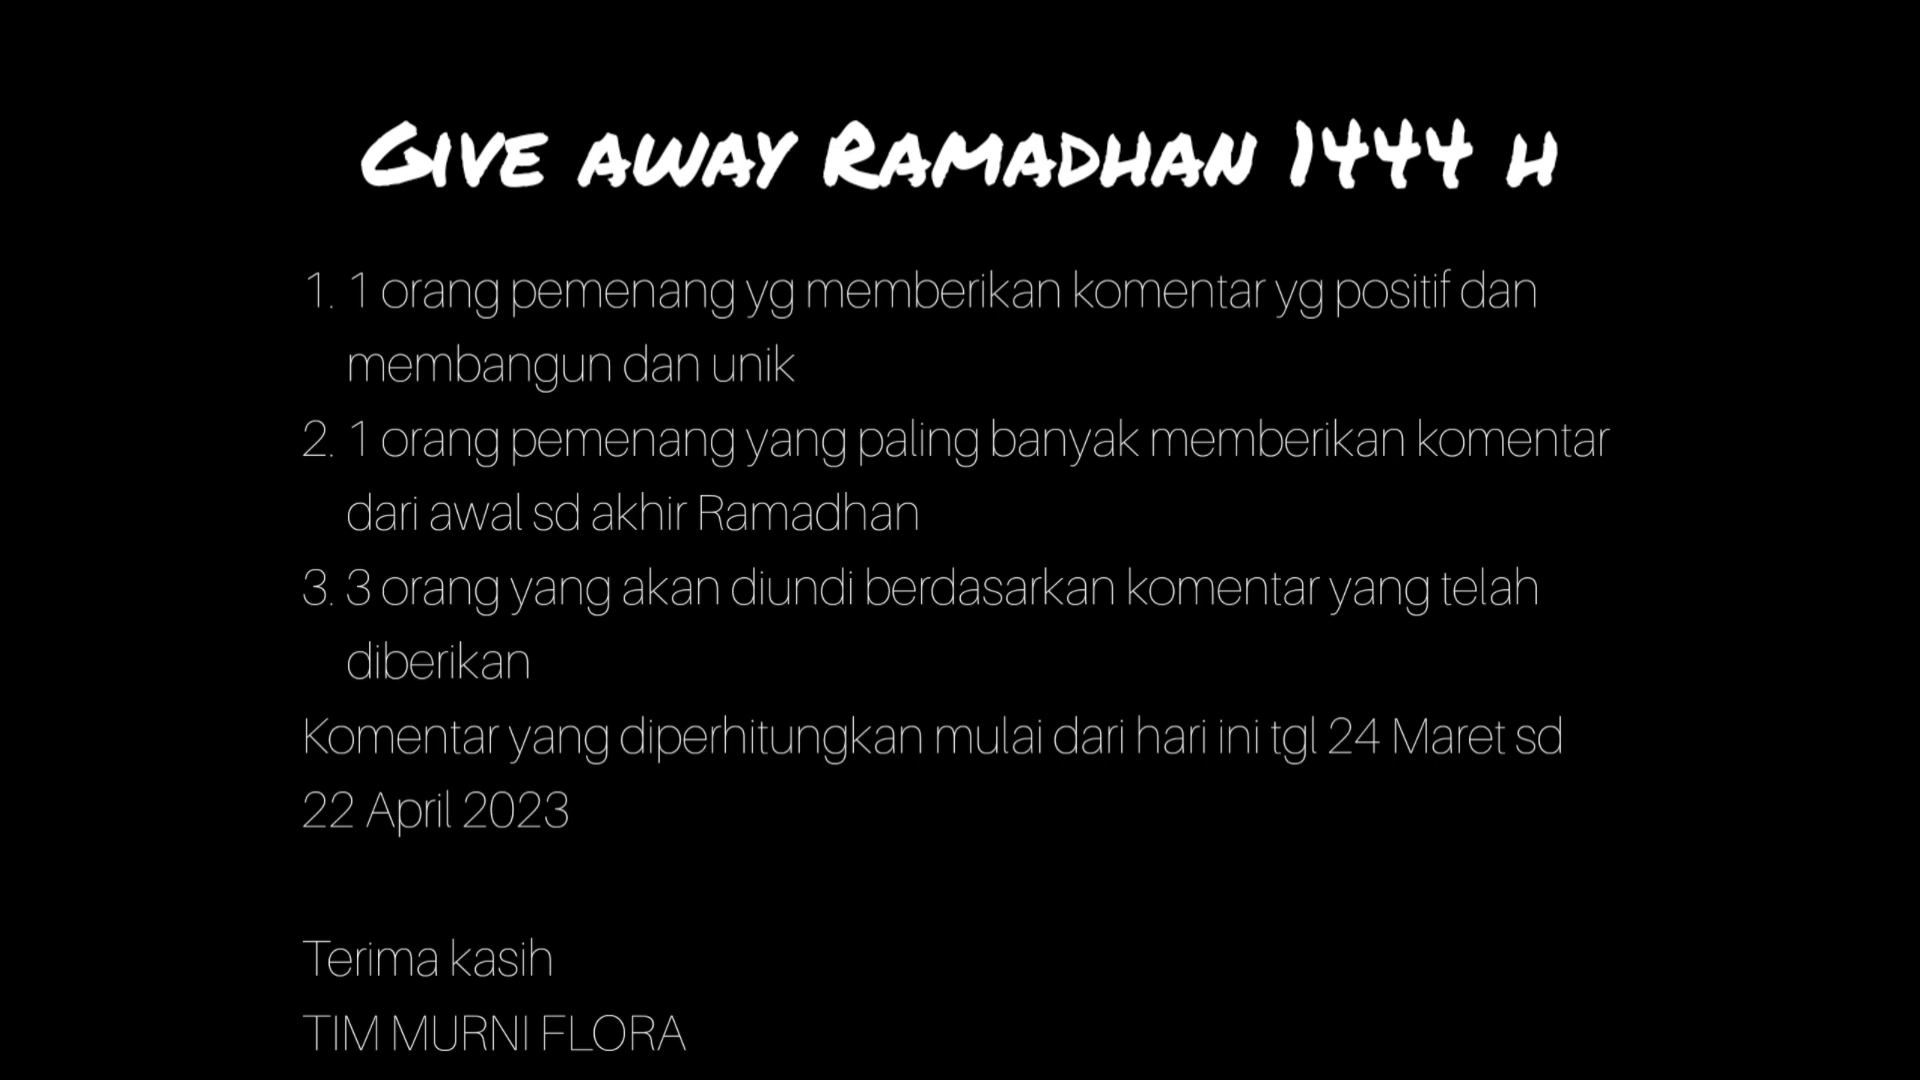 Give away Ramadhan 1444 H
1. 1 orang pemenang yg memberikan komentar yg positif dan
membangun dan unik
2. 1 orang pemenang yang paling banyak memberikan komentar
dari awal sd akhir Ramadhan
3. 3 orang yang akan diundi berdasarkan komentar yang telah
diberikan
Komentar yang diperhitungkan mulai dari hari ini tgl 24 Maret sd
22 April 2023
Terima kasih
TIM MURNI FLORA